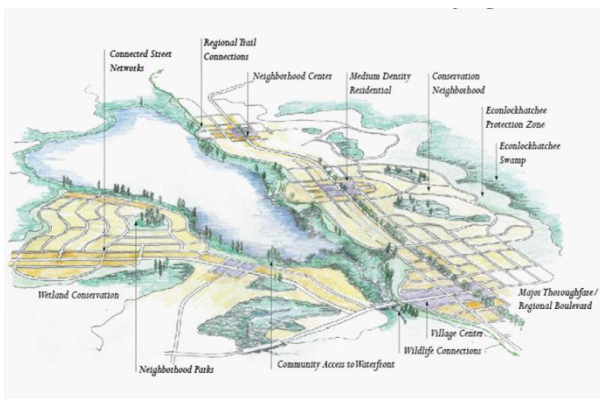 Regional Trail
Connections
Connected Street
Networks
Neighborhood Center
Medium Density
Residential
Conservation
Neighborhood
Econlockhatchee
Protection Zone
Econlockhatchee
Swamp
Wetland Conservation
Major Thoroughfare/
Regional Boulevard
Village Center
Wildlife Connections
Community Access to Waterfront
Neighborhood Parks